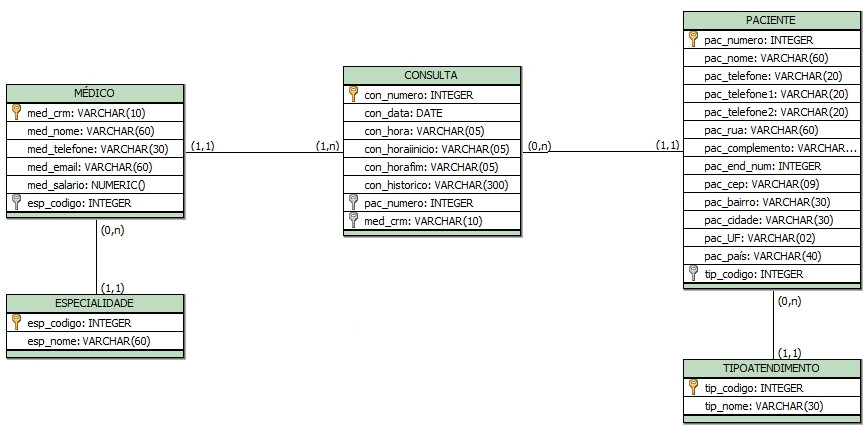 MÉDICO
med_crm: VARCHAR(10)
med_nome: VARCHAR(60)
med_telefone: VARCHAR(30)
med_email: VARCHAR(60)
med_salario: NUMERIC()
esp_codigo: INTEGER
(0,n)
(1,1)
ESPECIALIDADE
esp_codigo: INTEGER
esp_nome: VARCHAR(60)
(1,1)
(1,n)
CONSULTA
con_numero: INTEGER
con_data: DATE
con_hora: VARCHAR(05)
con_horaiinicio: VARCHAR(05)
con_horafim: VARCHAR(05)
con_historico: VARCHAR(300)
pac_numero: INTEGER
med_crm: VARCHAR(10)
(0,n)
(1,1)
PACIENTE
pac_numero: INTEGER
pac_nome: VARCHAR(60)
pac_telefone: VARCHAR(20)
pac_telefone1: VARCHAR(20)
pac_telefone2: VARCHAR(20)
pac_rua: VARCHAR(60)
pac_complemento: VARCHAR...
pac_end_num: INTEGER
pac_cep: VARCHAR(09)
pac_bairro: VARCHAR(30)
pac_cidade: VARCHAR(30)
pac_UF: VARCHAR(02)
pac_país: VARCHAR(40)
tip_codigo: INTEGER
(0,n)
(1,1)
TIPOATENDIMENTO
tip_codigo: INTEGER
tip_nome: VARCHAR(30)